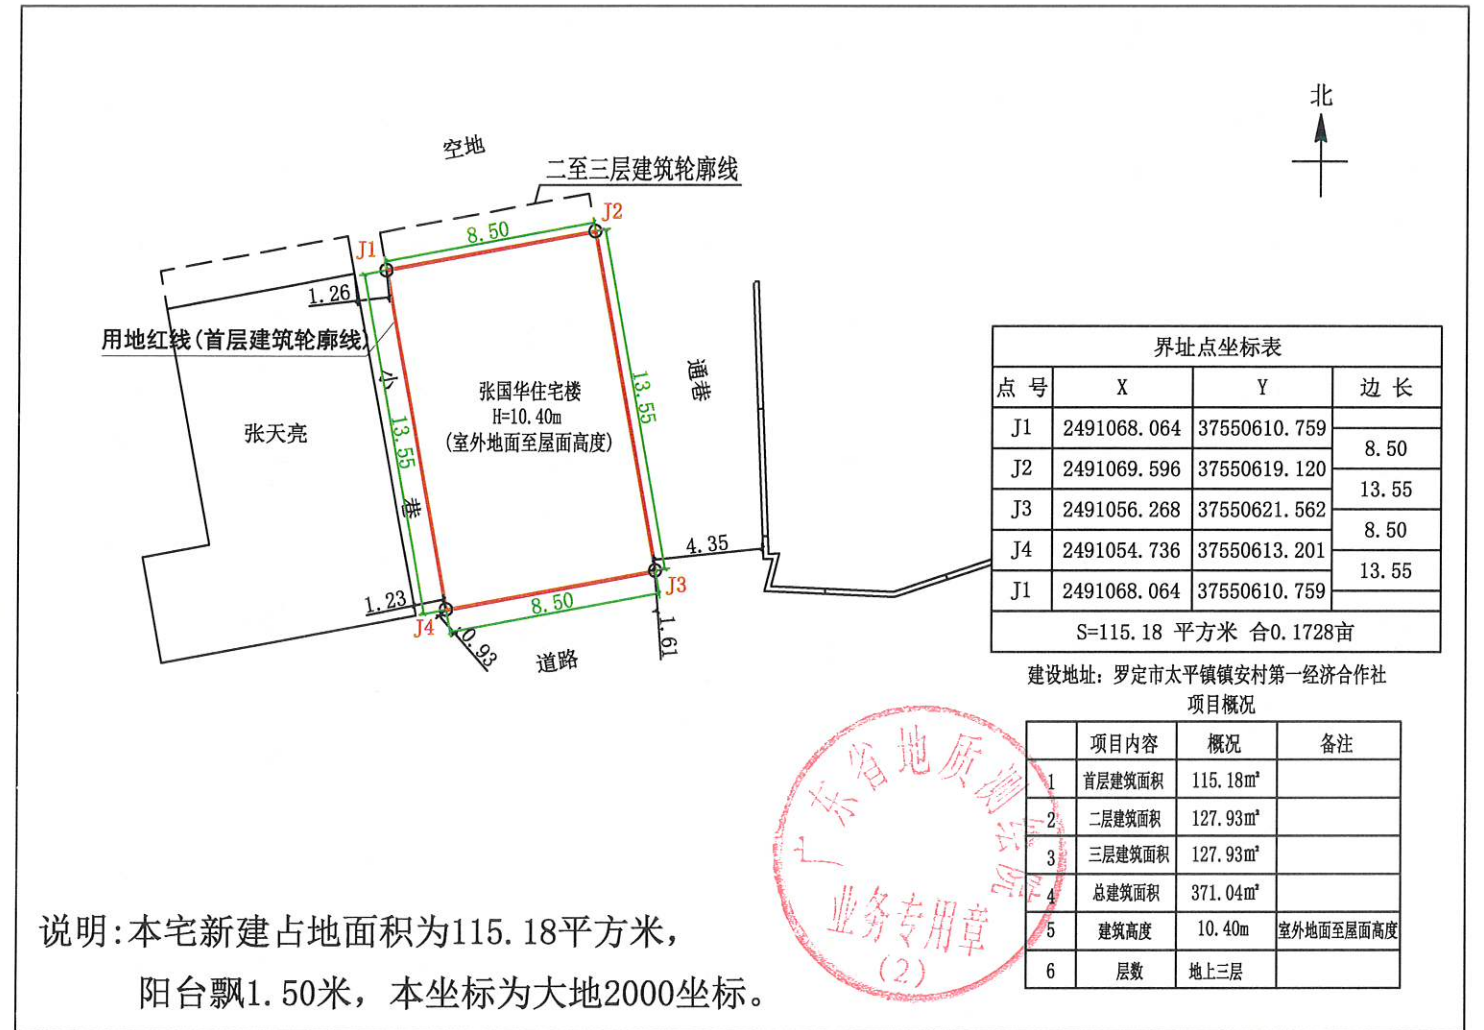 北
空地
二至三层建筑轮廓线
J2
8.50
J1
1.26
用地红线(首层建筑轮廓线)
小巷
13.55
13.55
通巷
张国华住宅楼
H=10.40m
(室外地面至屋面高度)
张天亮
4.35
1.23
8.50
J3
J4
0.93
1.61
道路
界址点坐标表
点 号 X Y 边 长
J1 2491068.064 37550610.759
8.50
J2 2491069.596 37550619.120
13.55
J3 2491056.268 37550621.562
8.50
J4 2491054.736 37550613.201
13.55
J1 2491068.064 37550610.759
S=115.18 平方米 合0.1728亩
建设地址：罗定市太平镇镇安村第一经济合作社
项目概况
项目内容 概况 备注
1 首层建筑面积 115.18㎡
2 二层建筑面积 127.93㎡
3 三层建筑面积 127.93㎡
4 总建筑面积 371.04㎡
5 建筑高度 10.40m 室外地面至屋面高度
6 层数 地上三层
广东省地质测绘院
业务专用章
(2)
说明:本宅新建占地面积为115.18平方米，
阳台飘1.50米，本坐标为大地2000坐标。